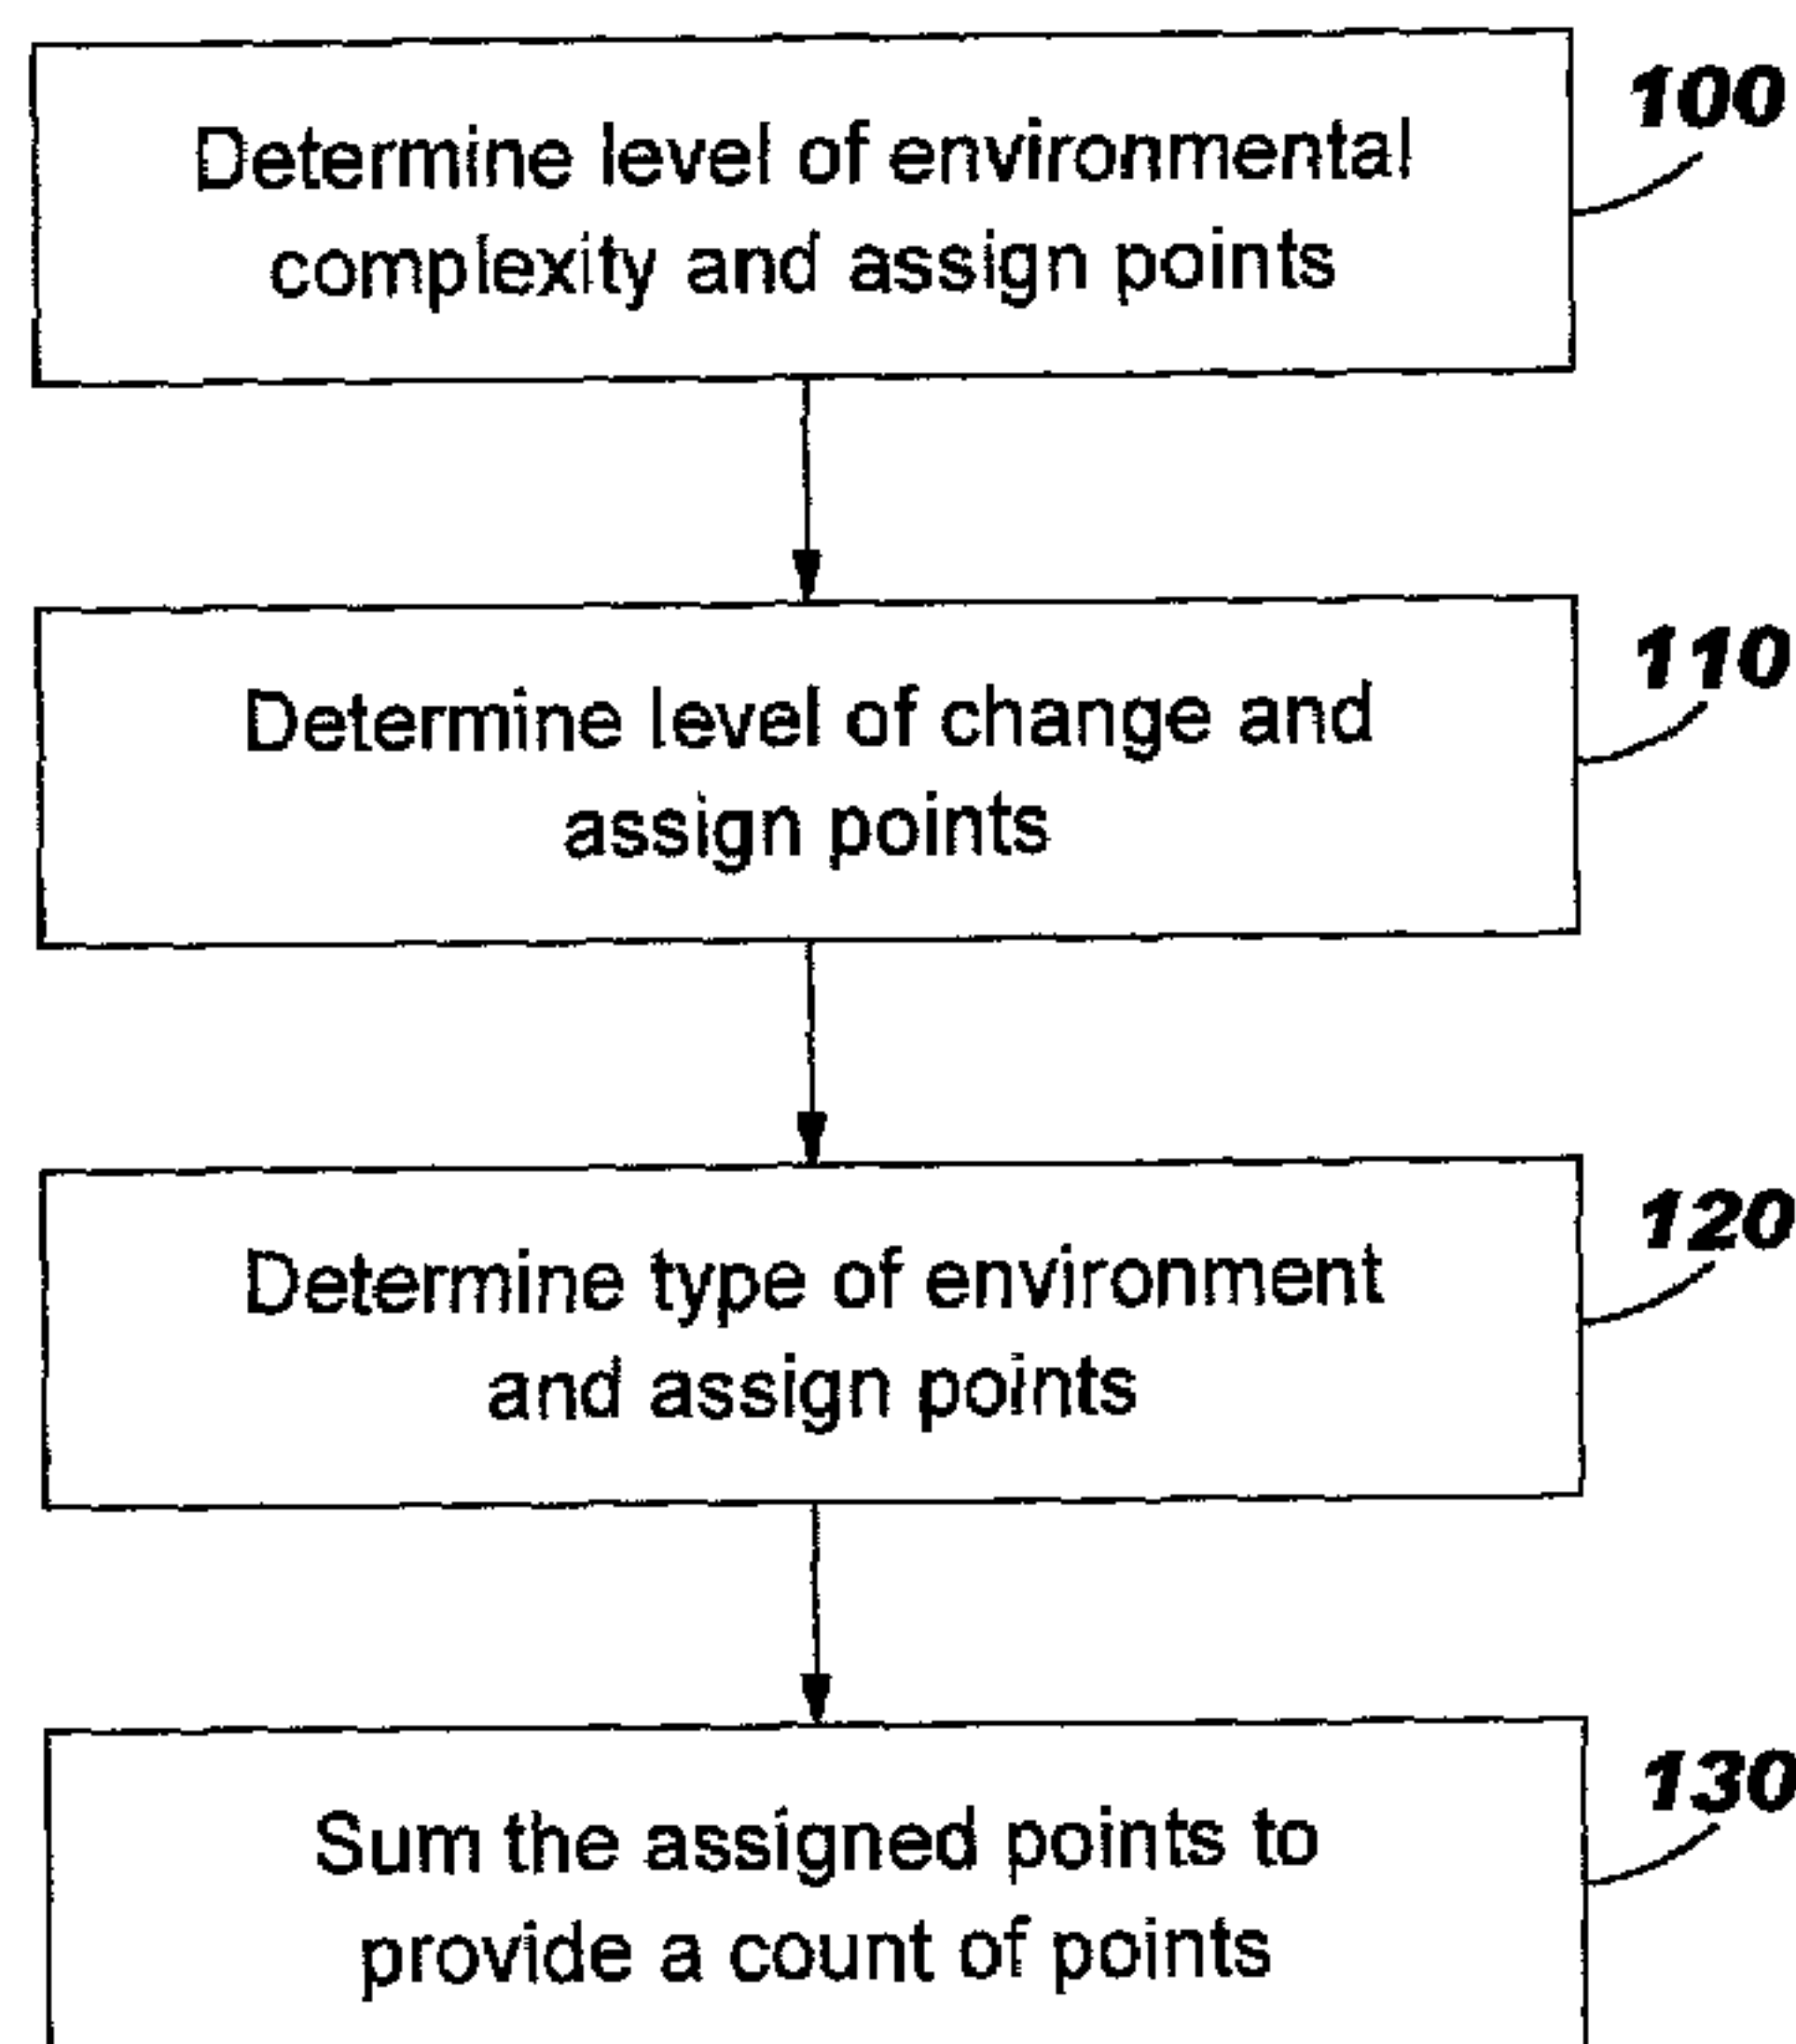 100
Determine level of environmental
complexity and assign points
110
Determine level of change and
assign points
120
Determine type of environment
and assign points
130
Sum the assigned points to
provide a count of points